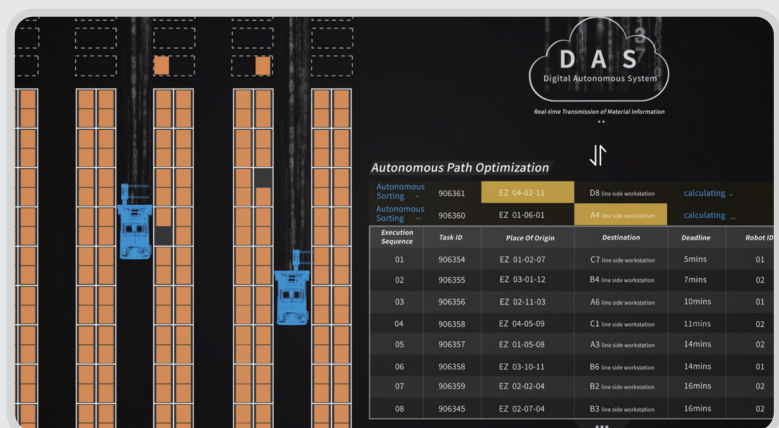 3
7
D A S
Digital Autonomous System
Real-time Transmission of Material Information
Autonomous Path Optimization
Autonomous Sorting .. 906361 EZ 04-02-11 D8 line side workstation calculating ..
Autonomous Sorting ... 906360 EZ 01-06-01 A4 line side workstation calculating ...
Execution Sequence Task ID Place Of Origin Destination Deadline Robot ID
01 906354 EZ 01-02-07 C7 line side workstation 5mins 01
02 906355 EZ 03-01-12 B4 line side workstation 7mins 02
03 906356 EZ 02-11-03 A6 line side workstation 10mins 01
04 906358 EZ 04-05-09 C1 line side workstation 11mins 02
05 906357 EZ 01-05-08 A3 line side workstation 14mins 02
06 906358 EZ 03-10-11 B6 line side workstation 14mins 01
07 906359 EZ 02-02-04 B2 line side workstation 16mins 02
08 906345 EZ 02-07-04 B3 line side workstation 16mins 02